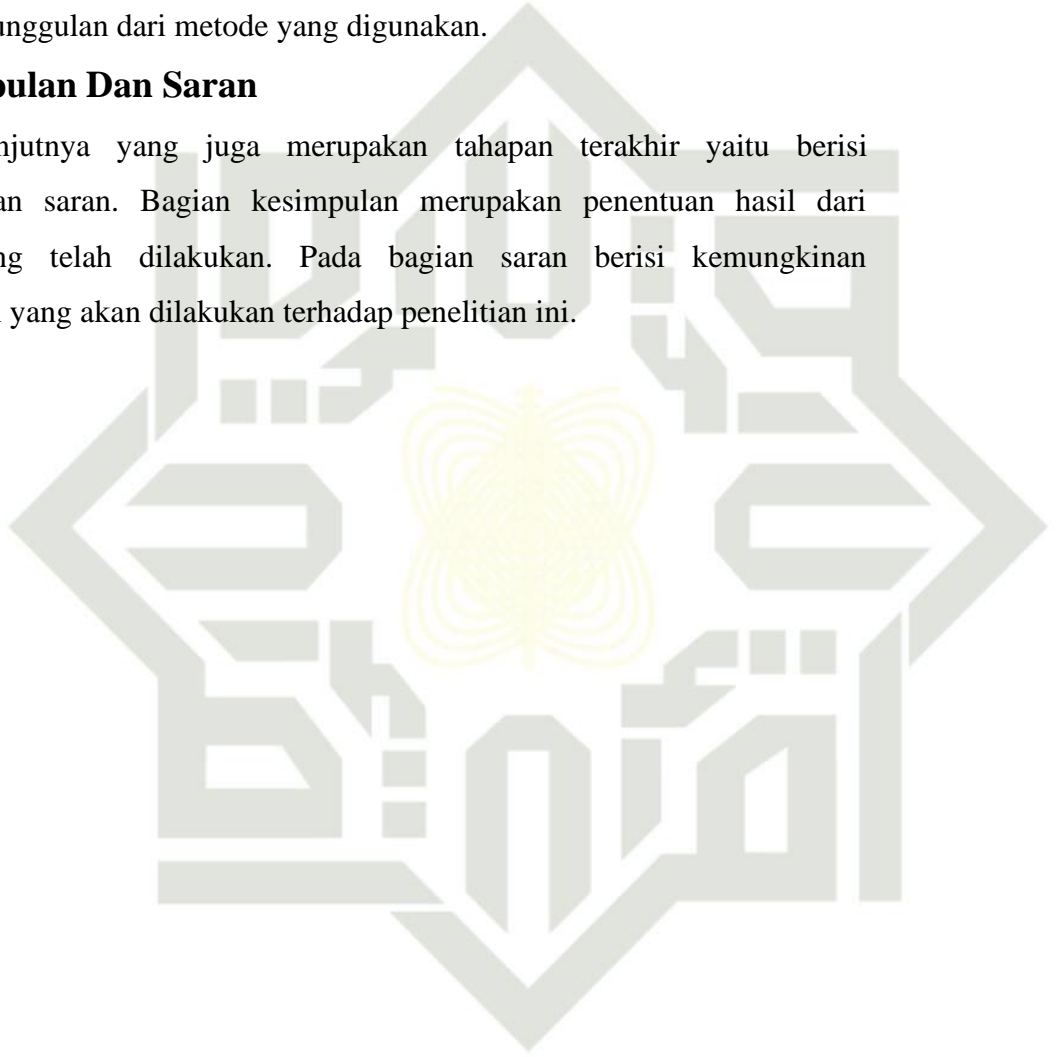 unggulan dari metode yang digunakan.
pulan Dan Saran
njutnya yang juga merupakan tahapan terakhir yaitu berisi
an saran. Bagian kesimpulan merupakan penentuan hasil dari
ng telah dilakukan. Pada bagian saran berisi kemungkinan
yang akan dilakukan terhadap penelitian ini.